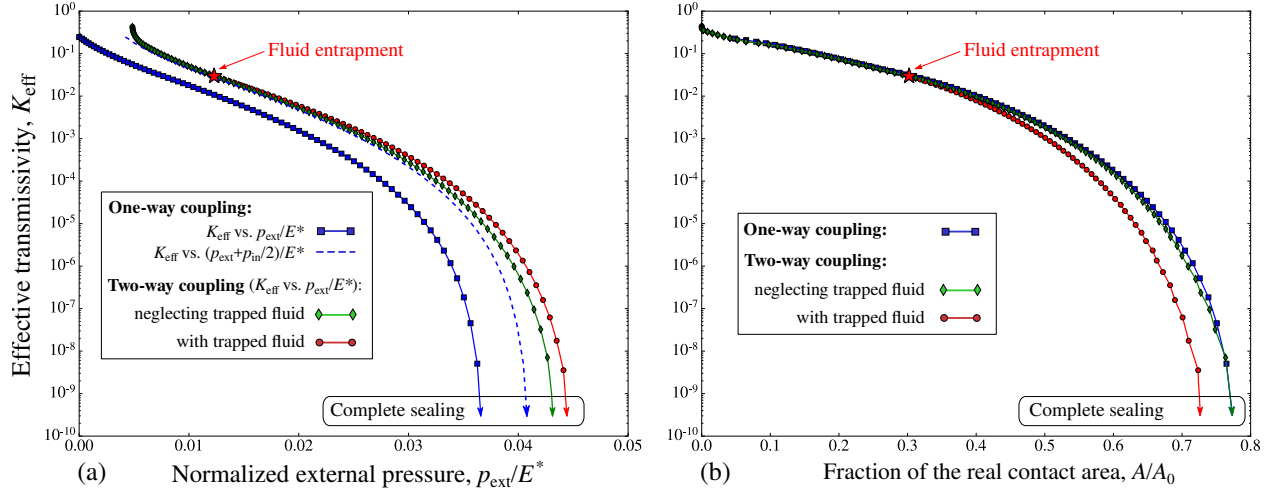 Effective transmissivity, K_eff
10^0
10^-1
10^-2
10^-3
10^-4
10^-5
10^-6
10^-7
10^-8
10^-9
10^-10
Fluid entrapment
One-way coupling:
K_eff vs. p_ext/E*
K_eff vs. (p_ext+p_in/2)/E*
Two-way coupling (K_eff vs. p_ext/E*):
neglecting trapped fluid
with trapped fluid
Complete sealing
0.00 0.01 0.02 0.03 0.04 0.05
(a) Normalized external pressure, p_ext/E*
10^0
10^-1
10^-2
10^-3
10^-4
10^-5
10^-6
10^-7
10^-8
10^-9
10^-10
Fluid entrapment
One-way coupling:
Two-way coupling:
neglecting trapped fluid
with trapped fluid
Complete sealing
0.0 0.1 0.2 0.3 0.4 0.5 0.6 0.7 0.8
(b) Fraction of the real contact area, A/A_0